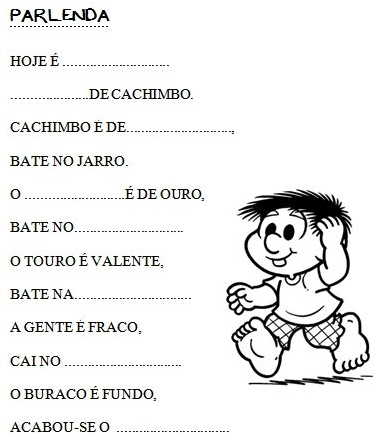 PARLENDA
HOJE É ..............................
......................DE CACHIMBO.
CACHIMBO É DE..............................,
BATE NO JARRO.
O .............................É DE OURO,
BATE NO...............................
O TOURO É VALENTE,
BATE NA.................................
A GENTE É FRACO,
CAI NO .................................
O BURACO É FUNDO,
ACABOU-SE O ................................